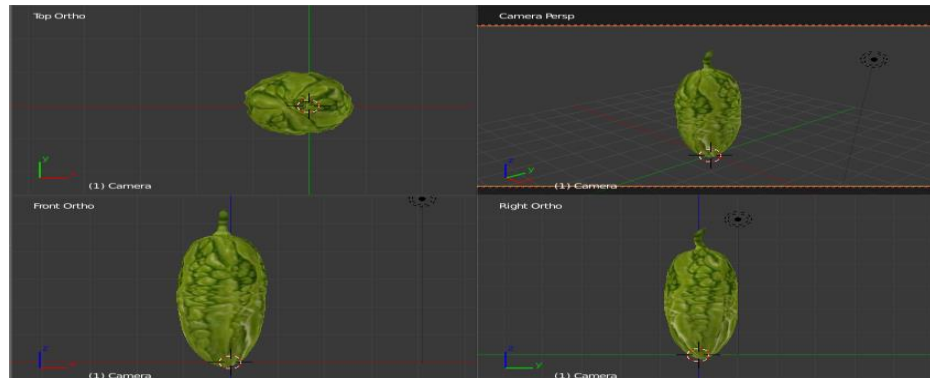 Top Ortho
Camera Persp
y
x
(1) Camera
z
y
(1) Camera
Front Ortho
Right Ortho
z
x
(1) Camera
z
y
(1) Camera